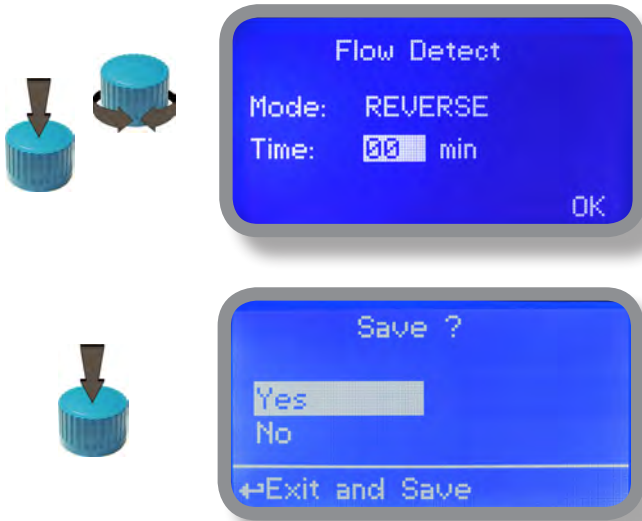 Flow Detect
Mode: REVERSE
Time: 00 min
OK
Save ?
Yes
No
↵Exit and Save